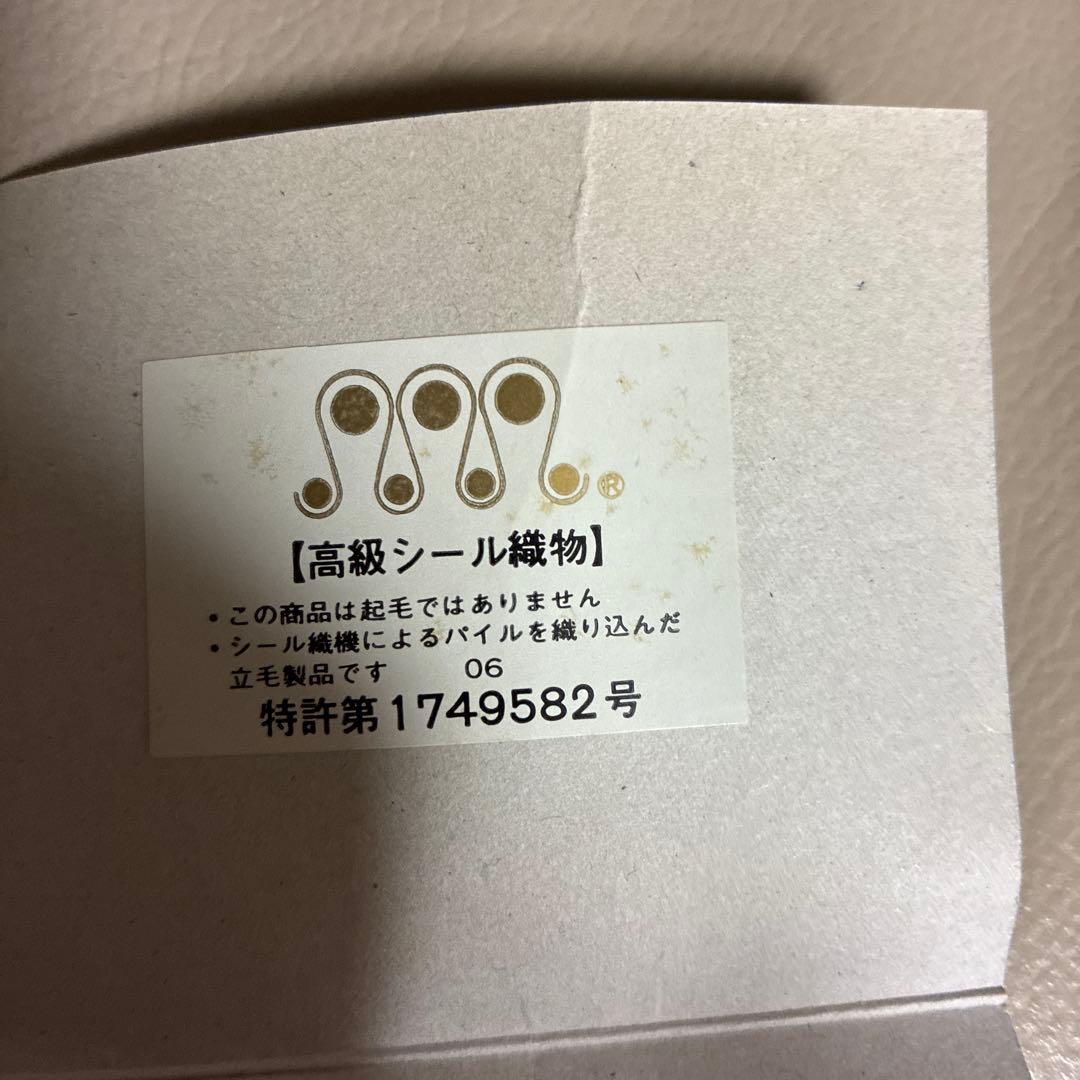 ®
【高級シール織物】
・この商品は起毛ではありません
・シール織機によるパイルを織り込んだ
立毛製品です 06
特許第1749582号